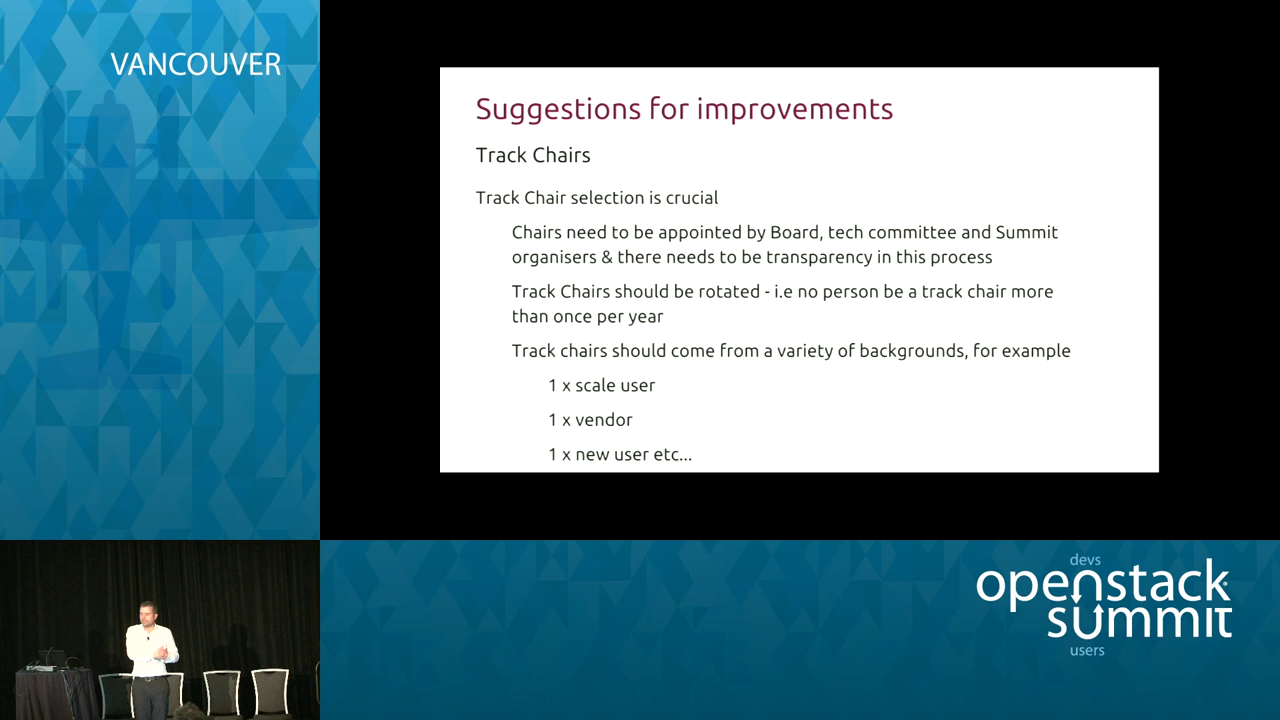 VANCOUVER
Suggestions for improvements
Track Chairs
Track Chair selection is crucial
Chairs need to be appointed by Board, tech committee and Summit
organisers & there needs to be transparency in this process
Track Chairs should be rotated - i.e no person be a track chair more
than once per year
Track chairs should come from a variety of backgrounds, for example
1 x scale user
1 x vendor
1 x new user etc...
devs
openstack
summit
users